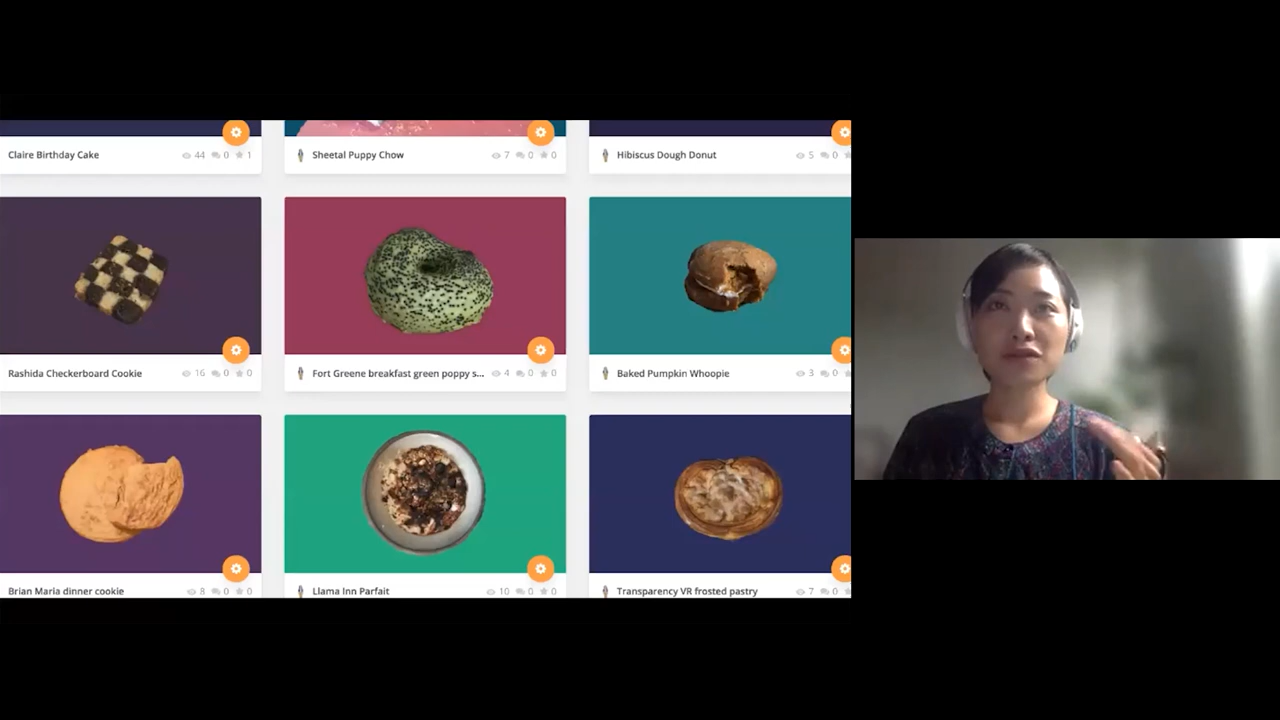 Claire Birthday Cake 44 0 1
Sheetal Puppy Chow 7 0 0
Hibiscus Dough Donut 5 0
Rashida Checkerboard Cookie 16 0 0
Fort Greene breakfast green poppy s... 4 0 0
Baked Pumpkin Whoopie 3 0
Brian Maria dinner cookie 8 0 0
Llama Inn Parfait 10 0 0
Transparency VR frosted pastry 7 0